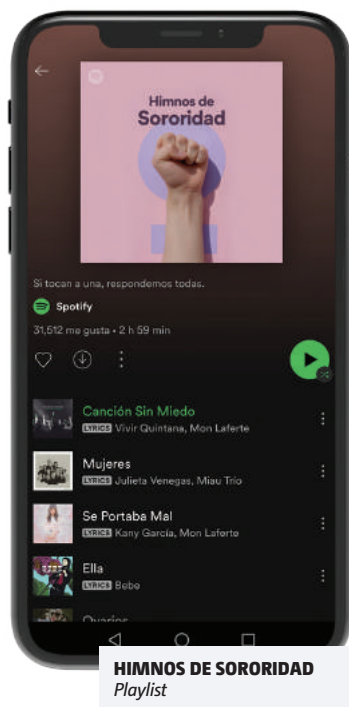 Himnos de
Sororidad
Si tocan a una, respondemos todas.
Spotify
31,512 me gusta • 2 h 59 min
Canción Sin Miedo
LYRICS Vivir Quintana, Mon Laferte
Mujeres
LYRICS Julieta Venegas, Miau Trío
Se Portaba Mal
LYRICS Kany García, Mon Laferte
Ella
LYRICS Bebe
Ovarios
HIMNOS DE SORORIDAD
Playlist